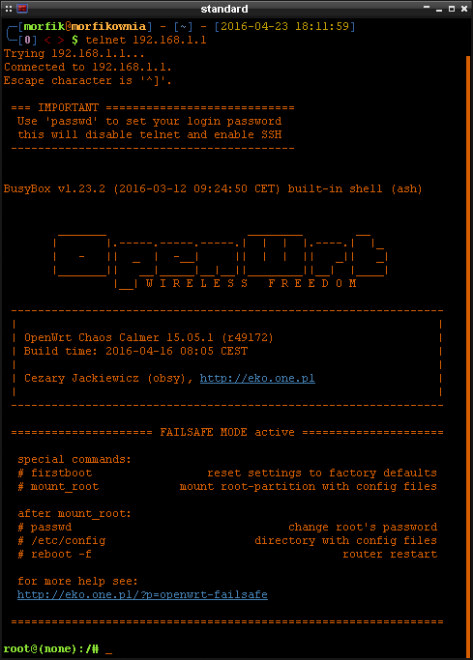 standard
[morfik@morfikownia] - [~] - [2016-04-23 18:11:59]
[0] < > $ telnet 192.168.1.1
Trying 192.168.1.1...
Connected to 192.168.1.1.
Escape character is '^]'.
=== IMPORTANT ============================
Use 'passwd' to set your login password
this will disable telnet and enable SSH
------------------------------------------
BusyBox v1.23.2 (2016-03-12 09:24:50 CET) built-in shell (ash)
OpenWrt
W I R E L E S S   F R E E D O M
OpenWrt Chaos Calmer 15.05.1 (r49172)
Build time: 2016-04-16 08:05 CEST
Cezary Jackiewicz (obsy), http://eko.one.pl
===================== FAILSAFE MODE active =====================
special commands:
# firstboot                 reset settings to factory defaults
# mount_root            mount root-partition with config files
after mount_root:
# passwd                                change root's password
# /etc/config                      directory with config files
# reboot -f                                     router restart
for more help see:
http://eko.one.pl/?p=openwrt-failsafe
================================================================
root@(none):/# _